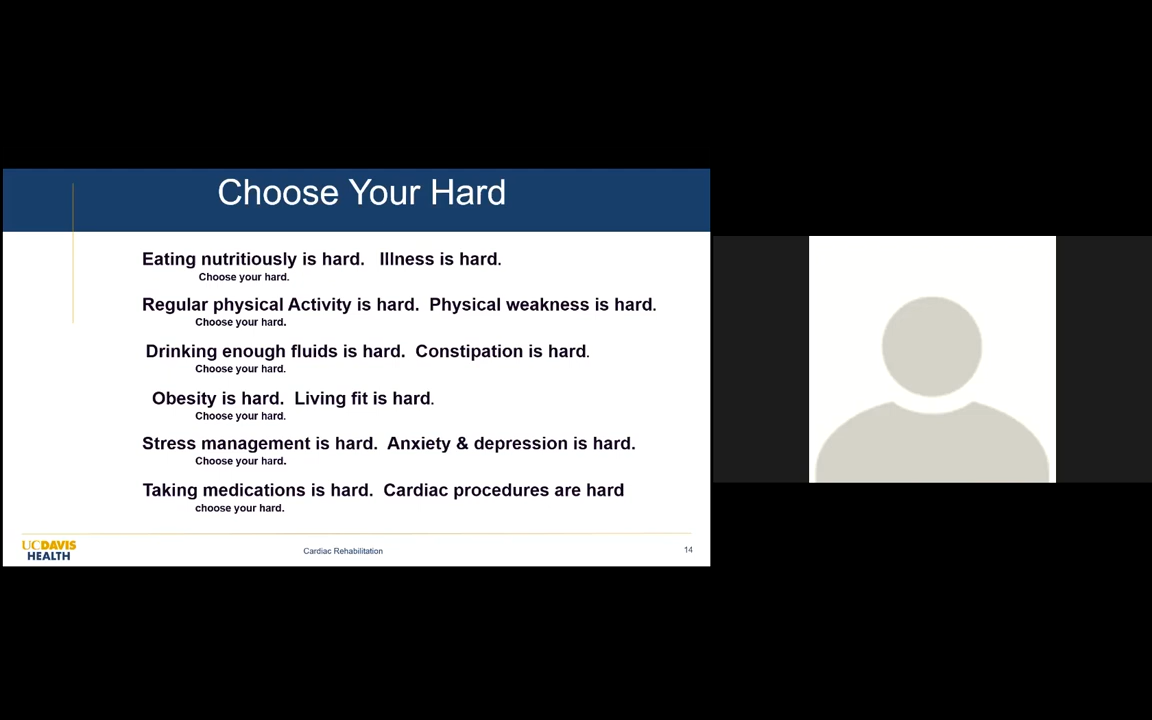 Choose Your Hard
Eating nutritiously is hard.   Illness is hard.
Choose your hard.
Regular physical Activity is hard.  Physical weakness is hard.
Choose your hard.
Drinking enough fluids is hard.  Constipation is hard.
Choose your hard.
Obesity is hard.  Living fit is hard.
Choose your hard.
Stress management is hard.  Anxiety & depression is hard.
Choose your hard.
Taking medications is hard.  Cardiac procedures are hard
choose your hard.
UCDAVIS
HEALTH
Cardiac Rehabilitation
14